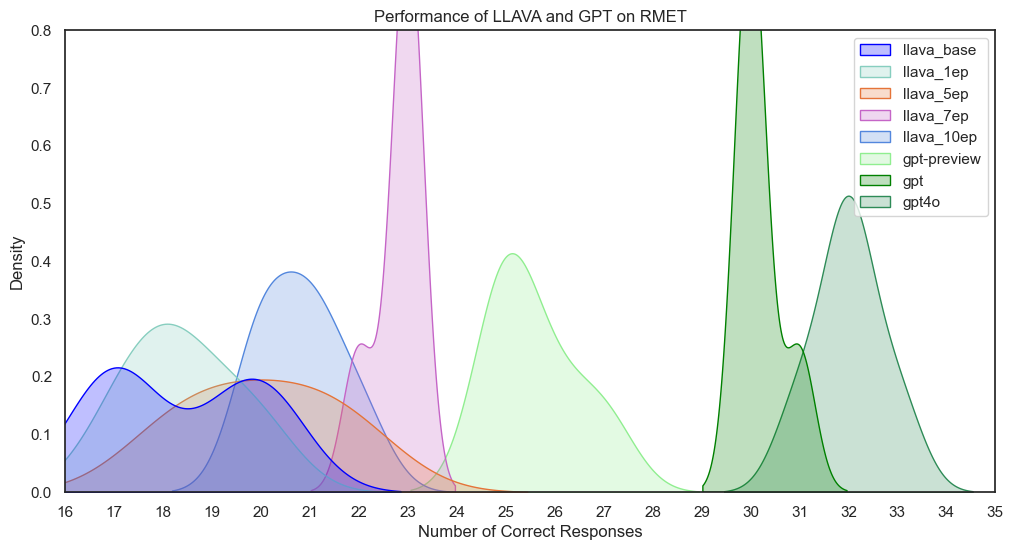 Performance of LLAVA and GPT on RMET
0.8
0.7
0.6
0.5
0.4
0.3
0.2
0.1
0.0
Density
llava_base
llava_1ep
llava_5ep
llava_7ep
llava_10ep
gpt-preview
gpt
gpt4o
16 17 18 19 20 21 22 23 24 25 26 27 28 29 30 31 32 33 34 35
Number of Correct Responses